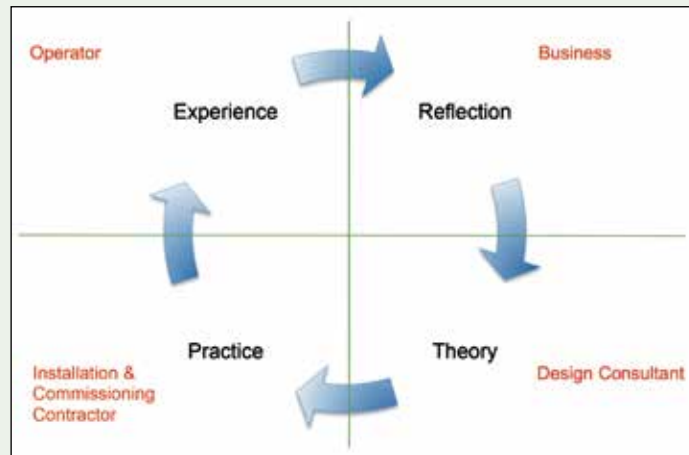 Operator
Business
Experience
Reflection
Practice
Theory
Installation &
Commissioning
Contractor
Design Consultant